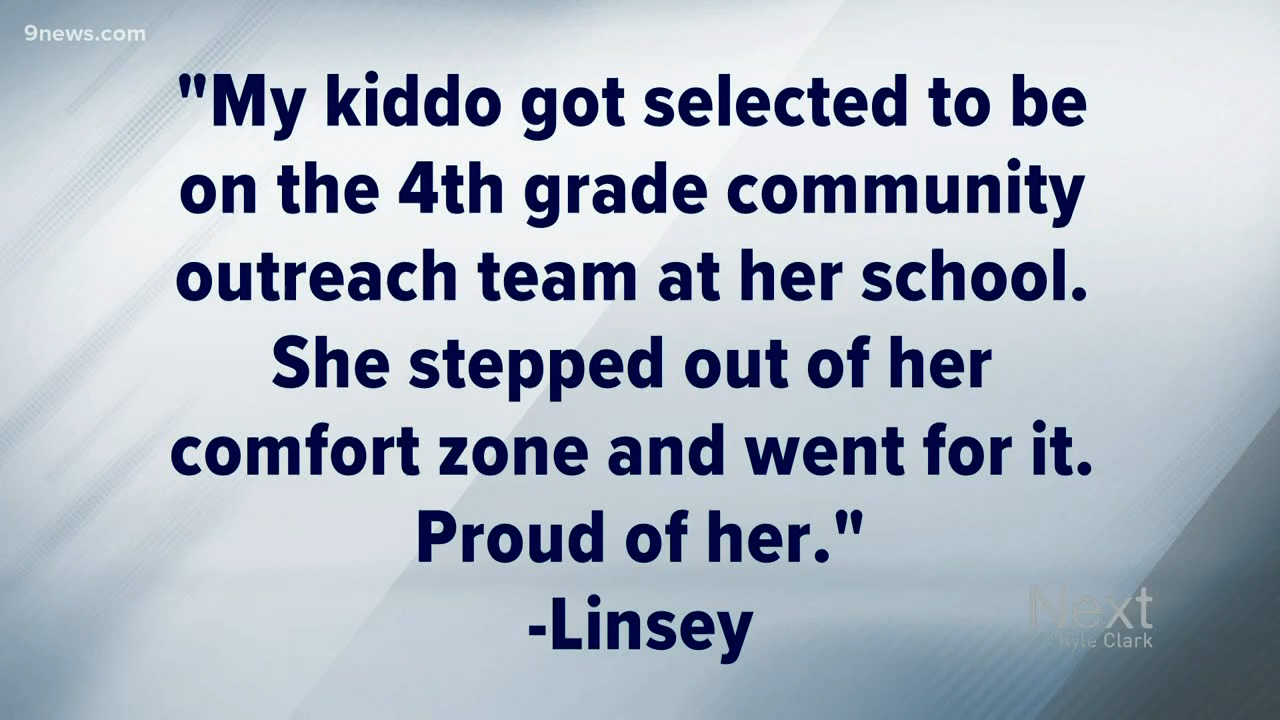 9news.com
"My kiddo got selected to be
on the 4th grade community
outreach team at her school.
She stepped out of her
comfort zone and went for it.
Proud of her."
-Linsey
Next
Kyle Clark